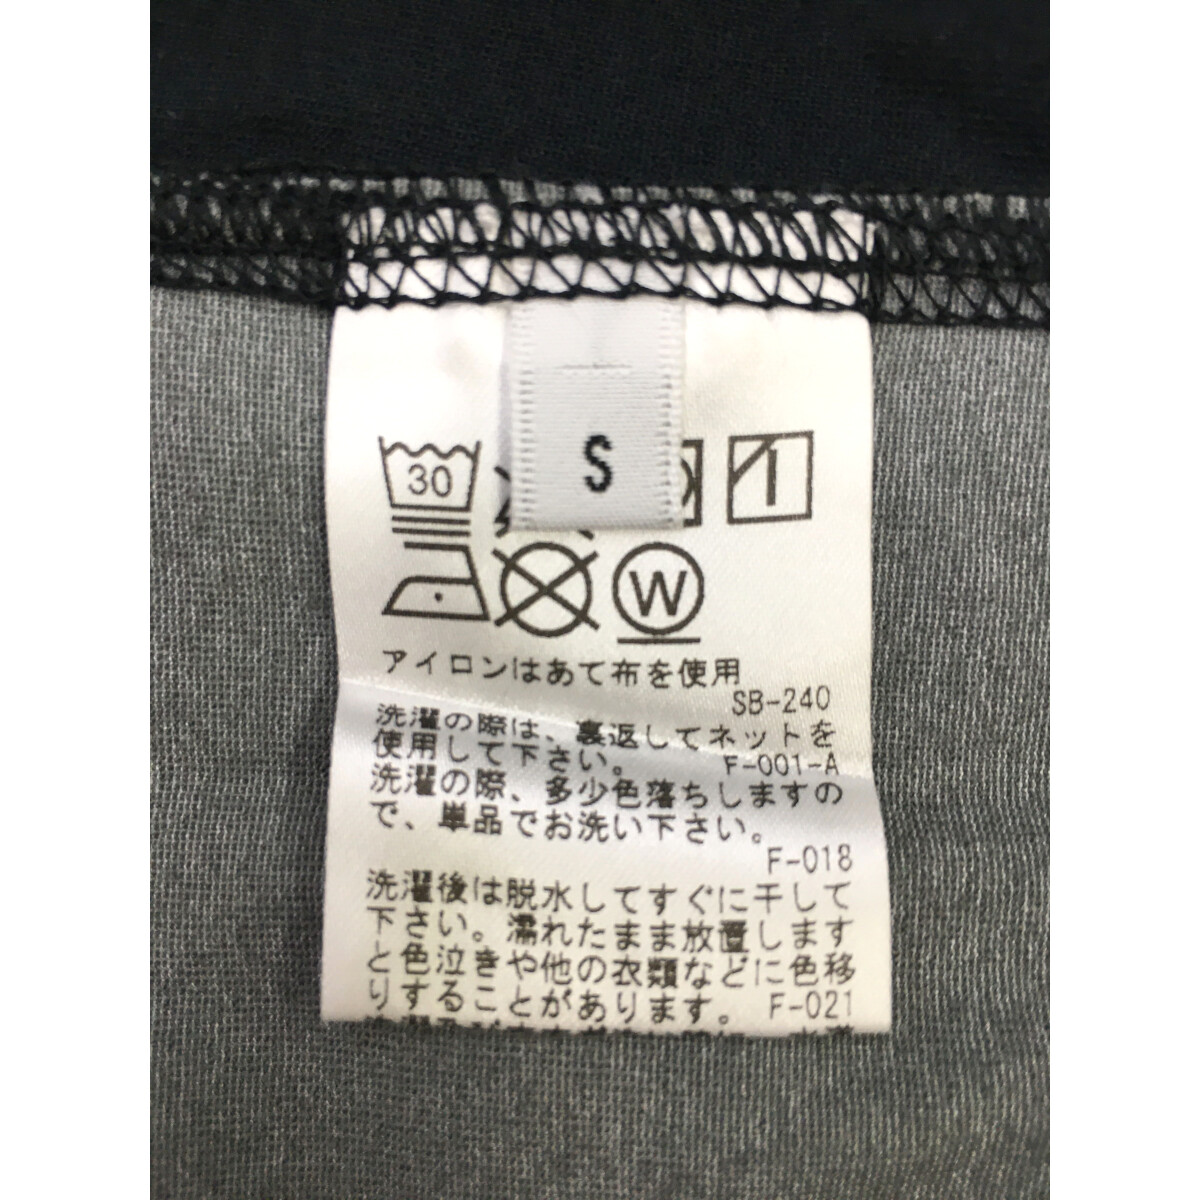 S
30
W
アイロンはあて布を使用
SB-240
洗濯の際は、裏返してネットを
使用して下さい。 F-001-A
洗濯の際、多少色落ちしますの
で、単品でお洗い下さい。
F-018
洗濯後は脱水してすぐに干して
下さい。濡れたまま放置します
と色泣きや他の衣類などに色移
りすることがあります。 F-021